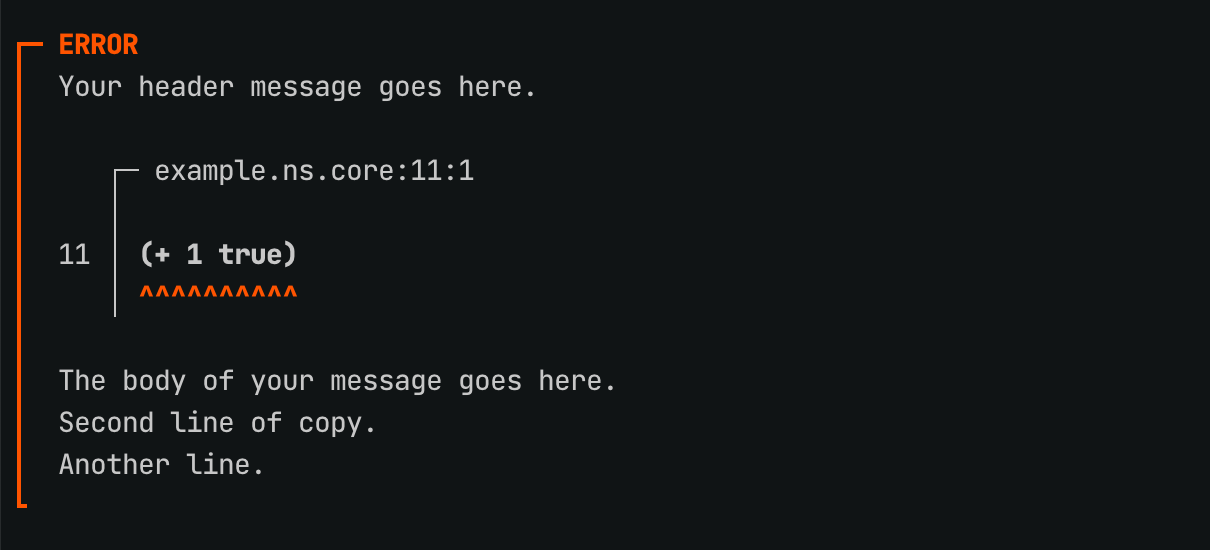 ERROR
Your header message goes here.
example.ns.core:11:1
11 (+ 1 true)
^^^^^^^^^^
The body of your message goes here.
Second line of copy.
Another line.